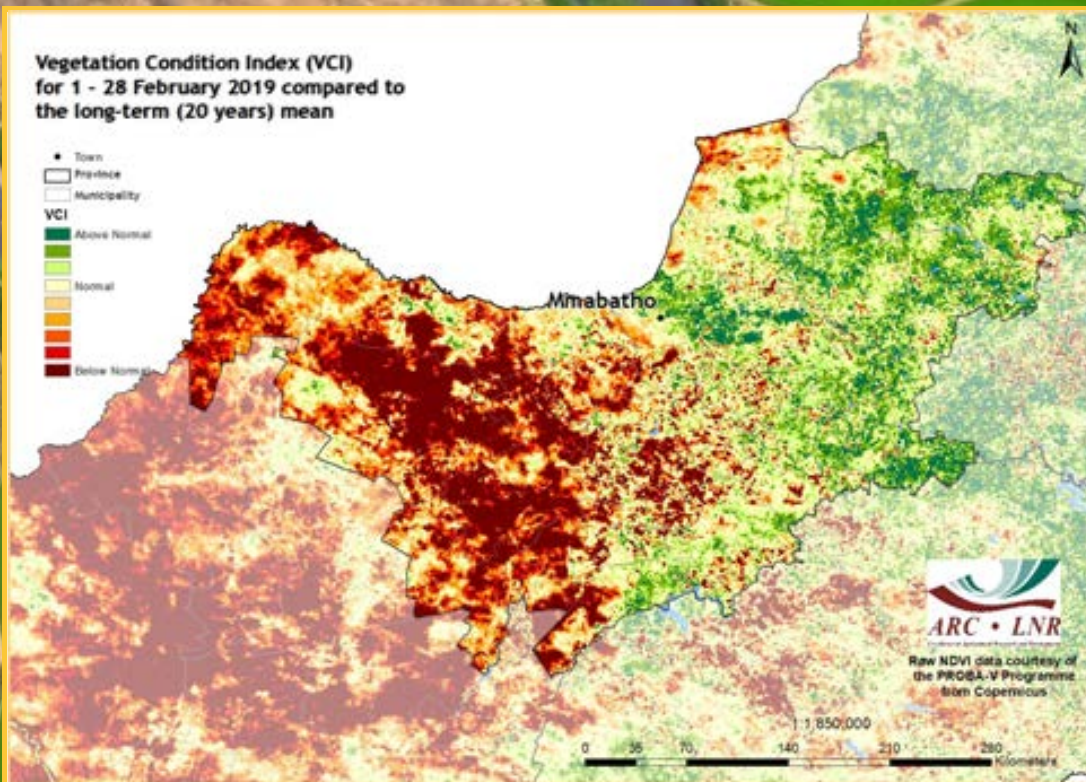 Vegetation Condition Index (VCI)
for 1 - 28 February 2019 compared to
the long-term (20 years) mean
N
Town
Province
Municipality
VCI
Above Normal
Normal
Below Normal
Mmabatho
ARC • LNR
Raw NDVI data courtesy of
the PROBA-V Programme
from Copernicus
1:1,850,000
0 35 70 140 210 280
Kilometers